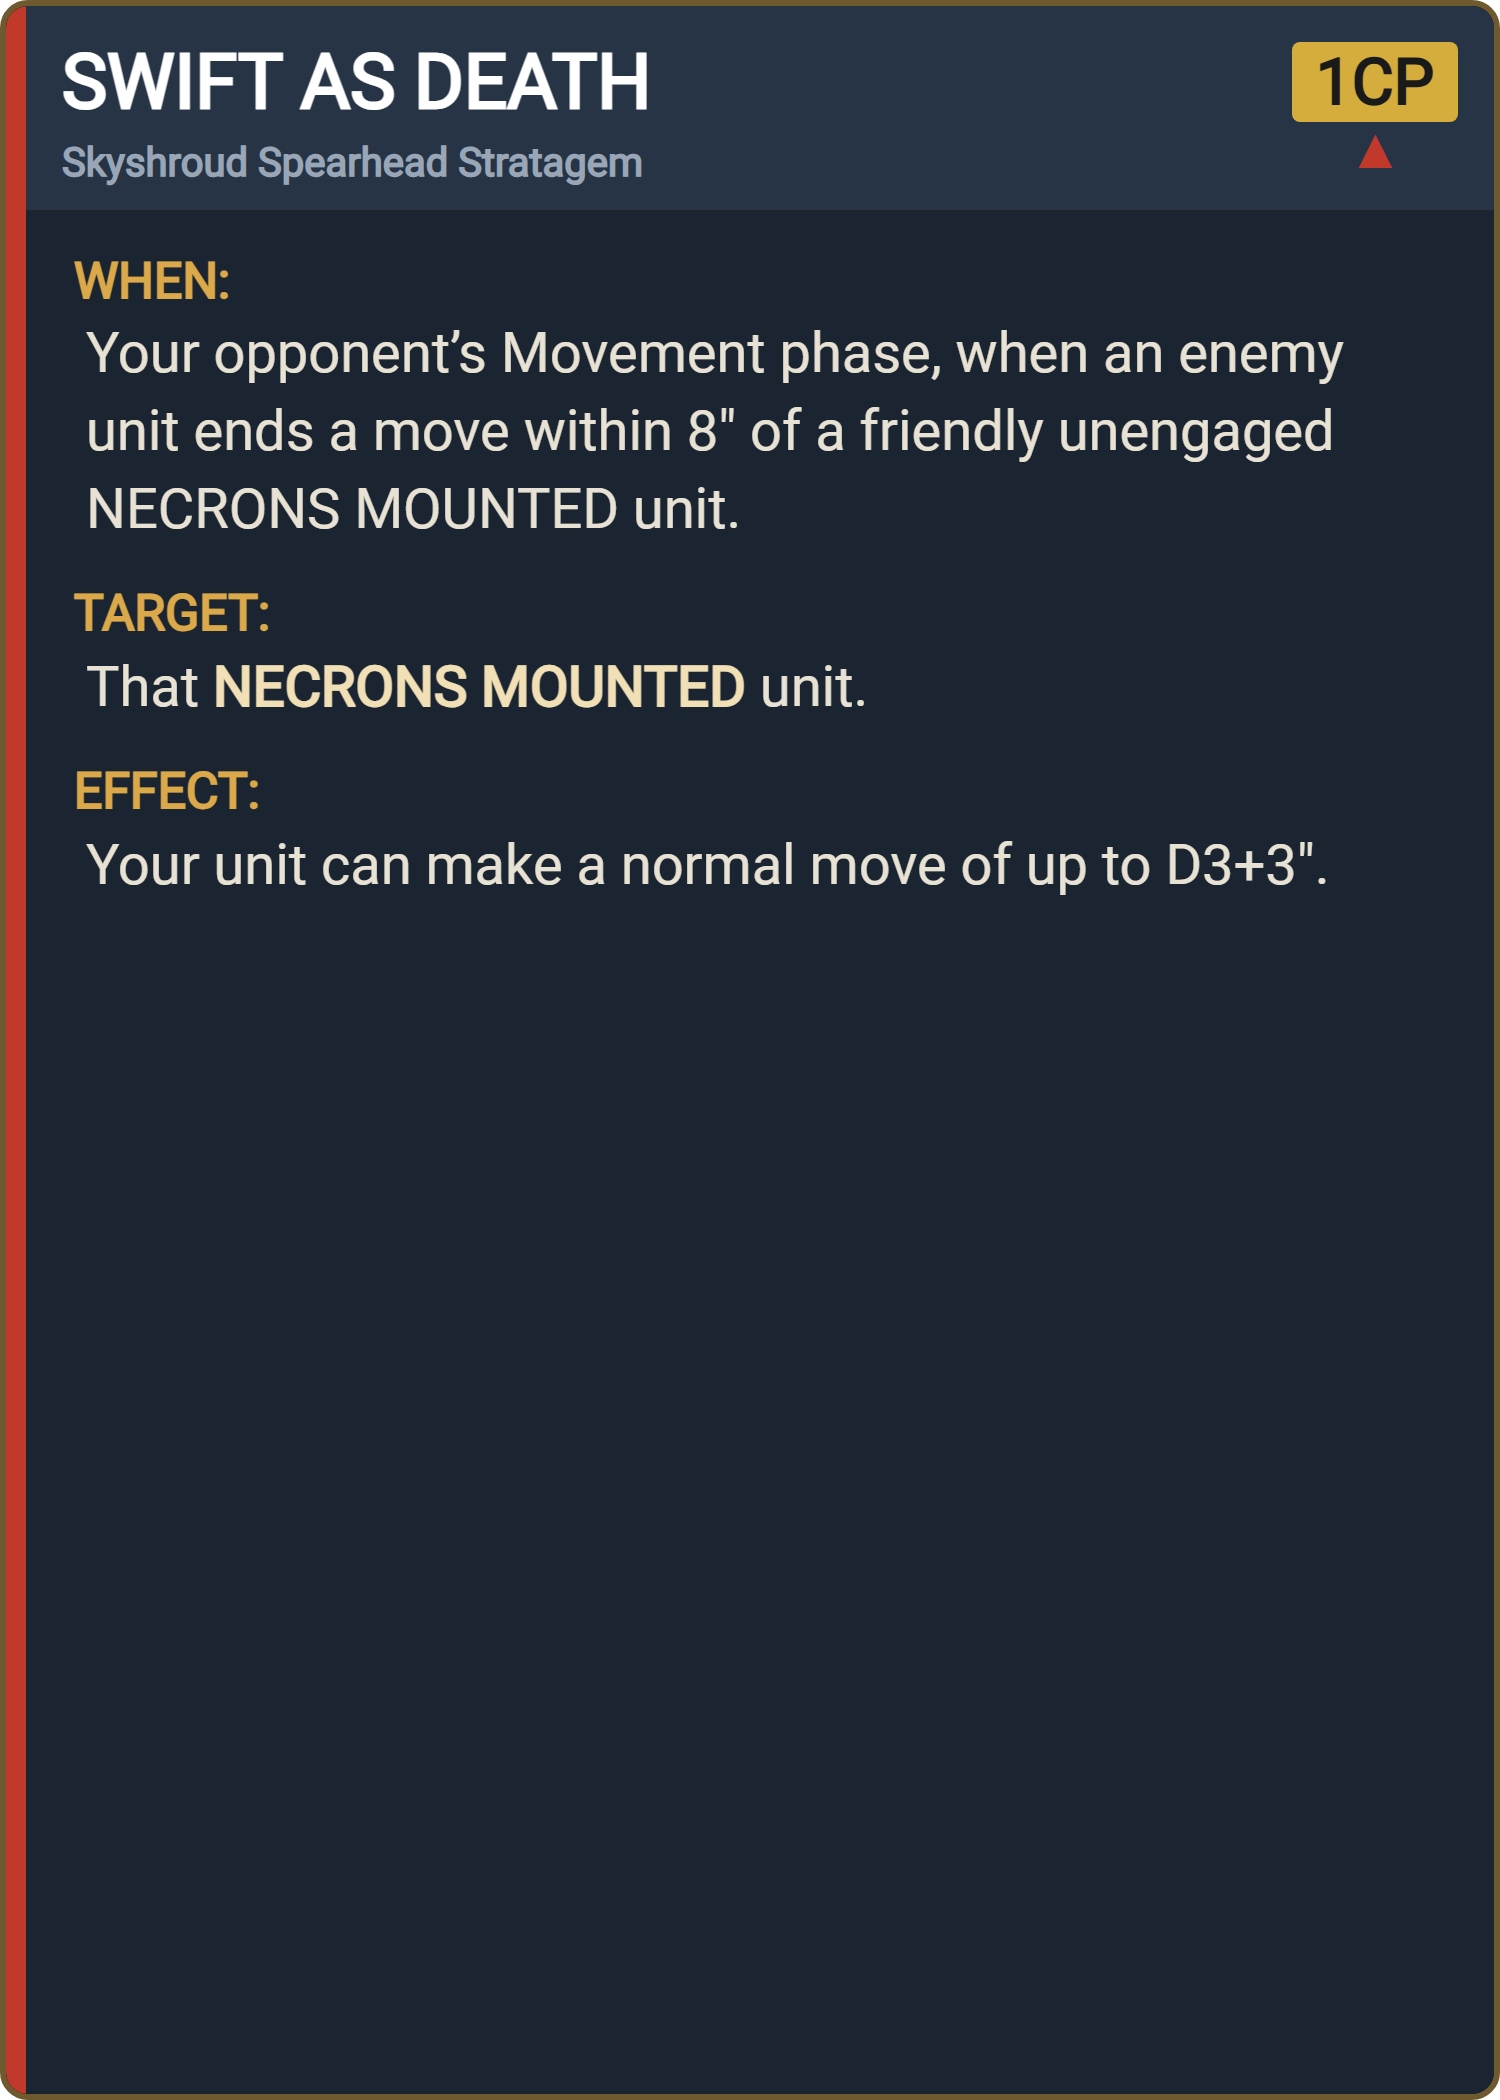 SWIFT AS DEATH
1CP
Skyshroud Spearhead Stratagem
WHEN:
Your opponent’s Movement phase, when an enemy
unit ends a move within 8" of a friendly unengaged
NECRONS MOUNTED unit.
TARGET:
That NECRONS MOUNTED unit.
EFFECT:
Your unit can make a normal move of up to D3+3".